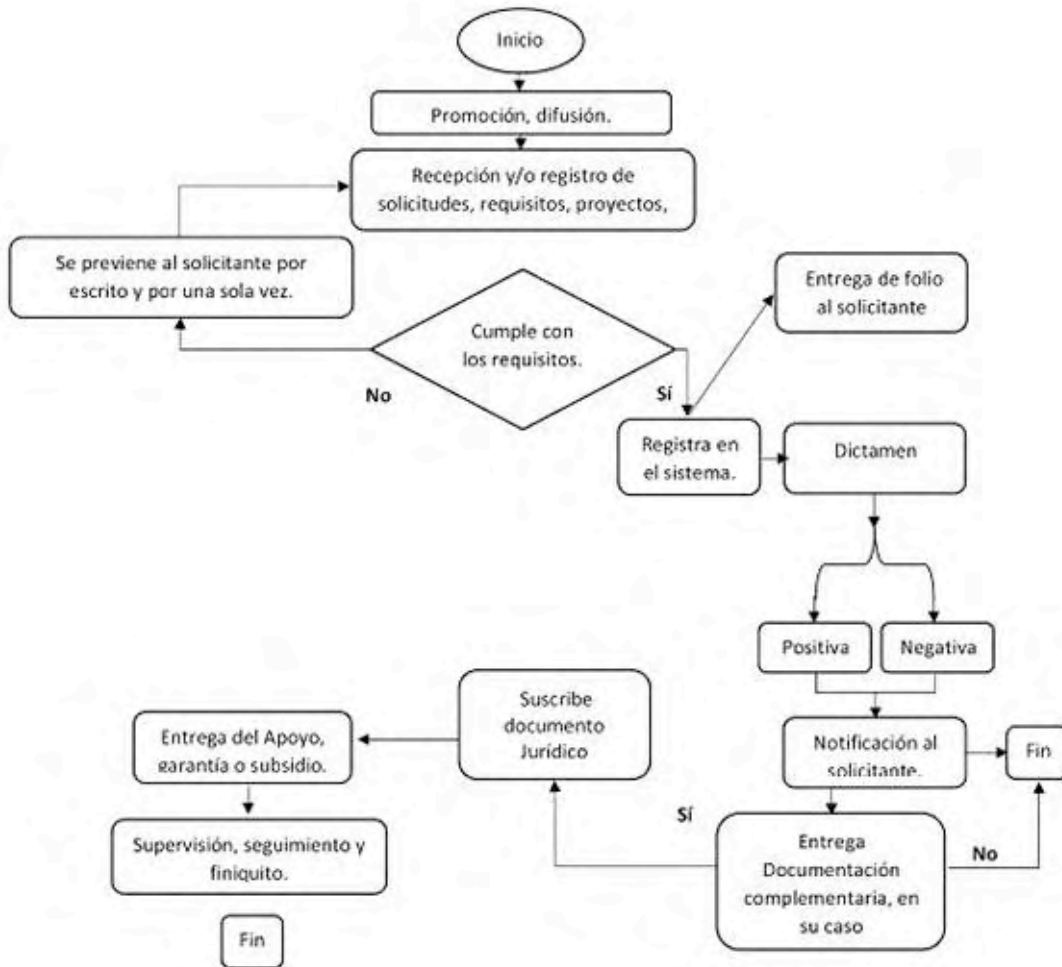 Inicio
Promoción, difusión.
Recepción y/o registro de
solicitudes, requisitos, proyectos,
Se previene al solicitante por
escrito y por una sola vez.
Cumple con
los requisitos.
Entrega de folio
al solicitante
No
Sí
Registra en
el sistema.
Dictamen
Positiva
Negativa
Notificación al
solicitante.
Fin
Suscribe
documento
Jurídico
Entrega del Apoyo,
garantía o subsidio.
Sí
No
Entrega
Documentación
complementaria, en
su caso
Supervisión, seguimiento y
finiquito.
Fin